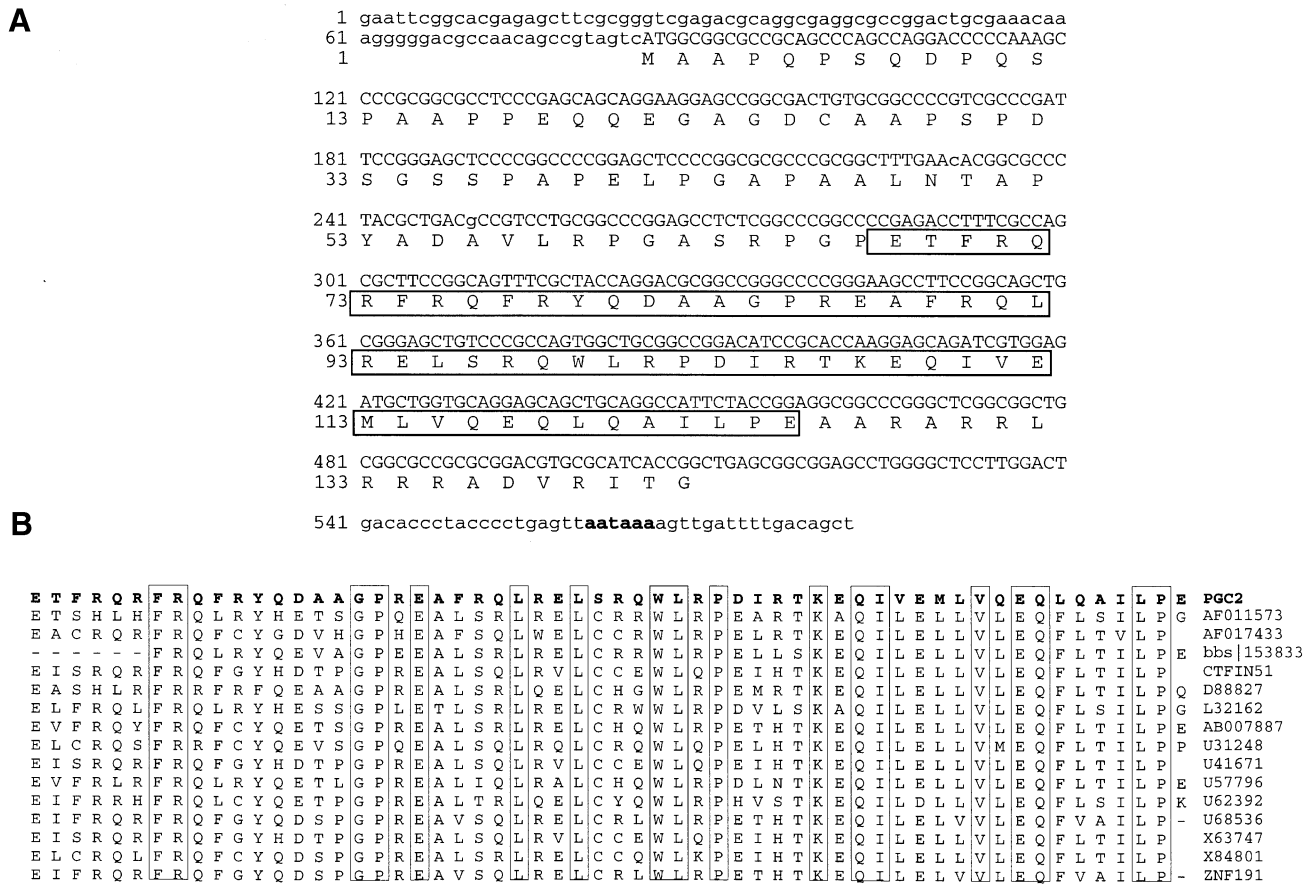 A
1 gaattcggcacgagagcttcgcgggtcgagacgcaggcgaggcgccggactgcgaaacaa
61 agggggacgccaacagccgtagtcATGGCGGCGCCGCAGCCCAGCCAGGACCCCCAAAGC
1 M A A P Q P S Q D P Q S
121 CCCGCGGCGCCTCCCGAGCAGCAGGAAGGAGCCGGCGACTGTGCGGCCCCGTCGCCCGAT
13 P A A P P E Q Q E G A G D C A A P S P D
181 TCCGGGAGCTCCCCGGCCCCGGAGCTCCCCGGCGCGCCCGCGGCTTTGAAcACGGCGCCC
33 S G S S P A P E L P G A P A A L N T A P
241 TACGCTGACgCCGTCCTGCGGCCCGGAGCCTCTCGGCCCGGCCCCGAGACCTTTCGCCAG
53 Y A D A V L R P G A S R P G P E T F R Q
301 CGCTTCCGGCAGTTTCGCTACCAGGACGCGGCCGGGCCCCGGGAAGCCTTCCGGCAGCTG
73 R F R Q F R Y Q D A A G P R E A F R Q L
361 CGGGAGCTGTCCCGCCAGTGGCTGCGGCCGGACATCCGCACCAAGGAGCAGATCGTGGAG
93 R E L S R Q W L R P D I R T K E Q I V E
421 ATGCTGGTGCAGGAGCAGCTGCAGGCCATTCTACCGGAGGCGGCCCGGGCTCGGCGGCTG
113 M L V Q E Q L Q A I L P E A A R A R R L
481 CGGCGCCGCGCGGACGTGCGCATCACCGGCTGAGCGGCGGAGCCTGGGGCTCCTTGGACT
133 R R R A D V R I T G
541 gacaccctacccctgagttaataaaagttgattttgacagct
B
E T F R Q R F R Q F R Y Q D A A G P R E A F R Q L R E L S R Q W L R P D I R T K E Q I V E M L V Q E Q L Q A I L P E PGC2
E T S H L H F R Q L R Y H E T S G P Q E A L S R L R E L C R R W L R P E A R T K A Q I L E L L V L E Q F L S I L P G AF011573
E A C R Q R F R Q F C Y G D V H G P H E A F S Q L W E L C C R W L R P E L R T K E Q I L E L L V L E Q F L T V L P G AF017433
- - - - - - F R Q L R Y Q E V A G P E E A L S R L R E L C R R W L R P E L L S K E Q I L E L L V L E Q F L T I L P E bbs|153833
E I S R Q R F R Q F G Y H D T P G P R E A L S R L R V L C C E W L Q P E I H T K E Q I L E L L V L E Q F L T I L P CTFIN51
E A S H L R F R R F R F Q E A A G P R E A L S R L Q E L C H G W L R P E M R T K E Q I L E L L V L E Q F L T I L P Q D88827
E L F R Q L F R Q L R Y H E S S G P L E T L S R L R E L C R W W L R P D V L S K A Q I L E L L V L E Q F L S I L P G L32162
E V F R Q Y F R Q F C Y Q E T S G P R E A L S R L R E L C R Q W L R P E T H T K E Q I L E L L V L E Q F L T I L P E AB007887
E L C R Q S F R R F C Y Q E V S G P Q E A L S Q L R Q L C R Q W L Q P E L H T K E Q I L E L L V M E Q F L T I L P P U31248
E I S R Q R F R Q F G Y H D T P G P R E A L S R L R V L C C E W L Q P E I H T K E Q I L E L L V L E Q F L T I L P U41671
E V F R L R F R Q L R Y Q E T L G P R E A L I Q L R A L C H Q W L R P D L N T K E Q I L E L L V L E Q F L T I L P E U57796
E I F R R H F R Q L C Y Q E T P G P R E A L T R L Q E L C Y Q W L R P H V S T K E Q I L D L L V L E Q F L S I L P K U62392
E I F R Q R F R Q F G Y Q D S P G P R E A V S Q L R E L C R L W L R P E T H T K E Q I L E L V V L E Q F V A I L P - U68536
E I S R Q R F R Q F G Y H D T P G P R E A L S R L R V L C C E W L Q P E I H T K E Q I L E L L V L E Q F L T I L P X63747
E L C R Q L F R Q F C Y Q D S P G P R E A L S R L R E L C C Q W L K P E I H T K E Q I L E L L V L E Q F L T I L P X84801
E I F R Q R F R Q F G Y Q D S P G P R E A V S Q L R E L C R L W L R P E T H T K E Q I L E L V V L E Q F V A I L P - ZNF191